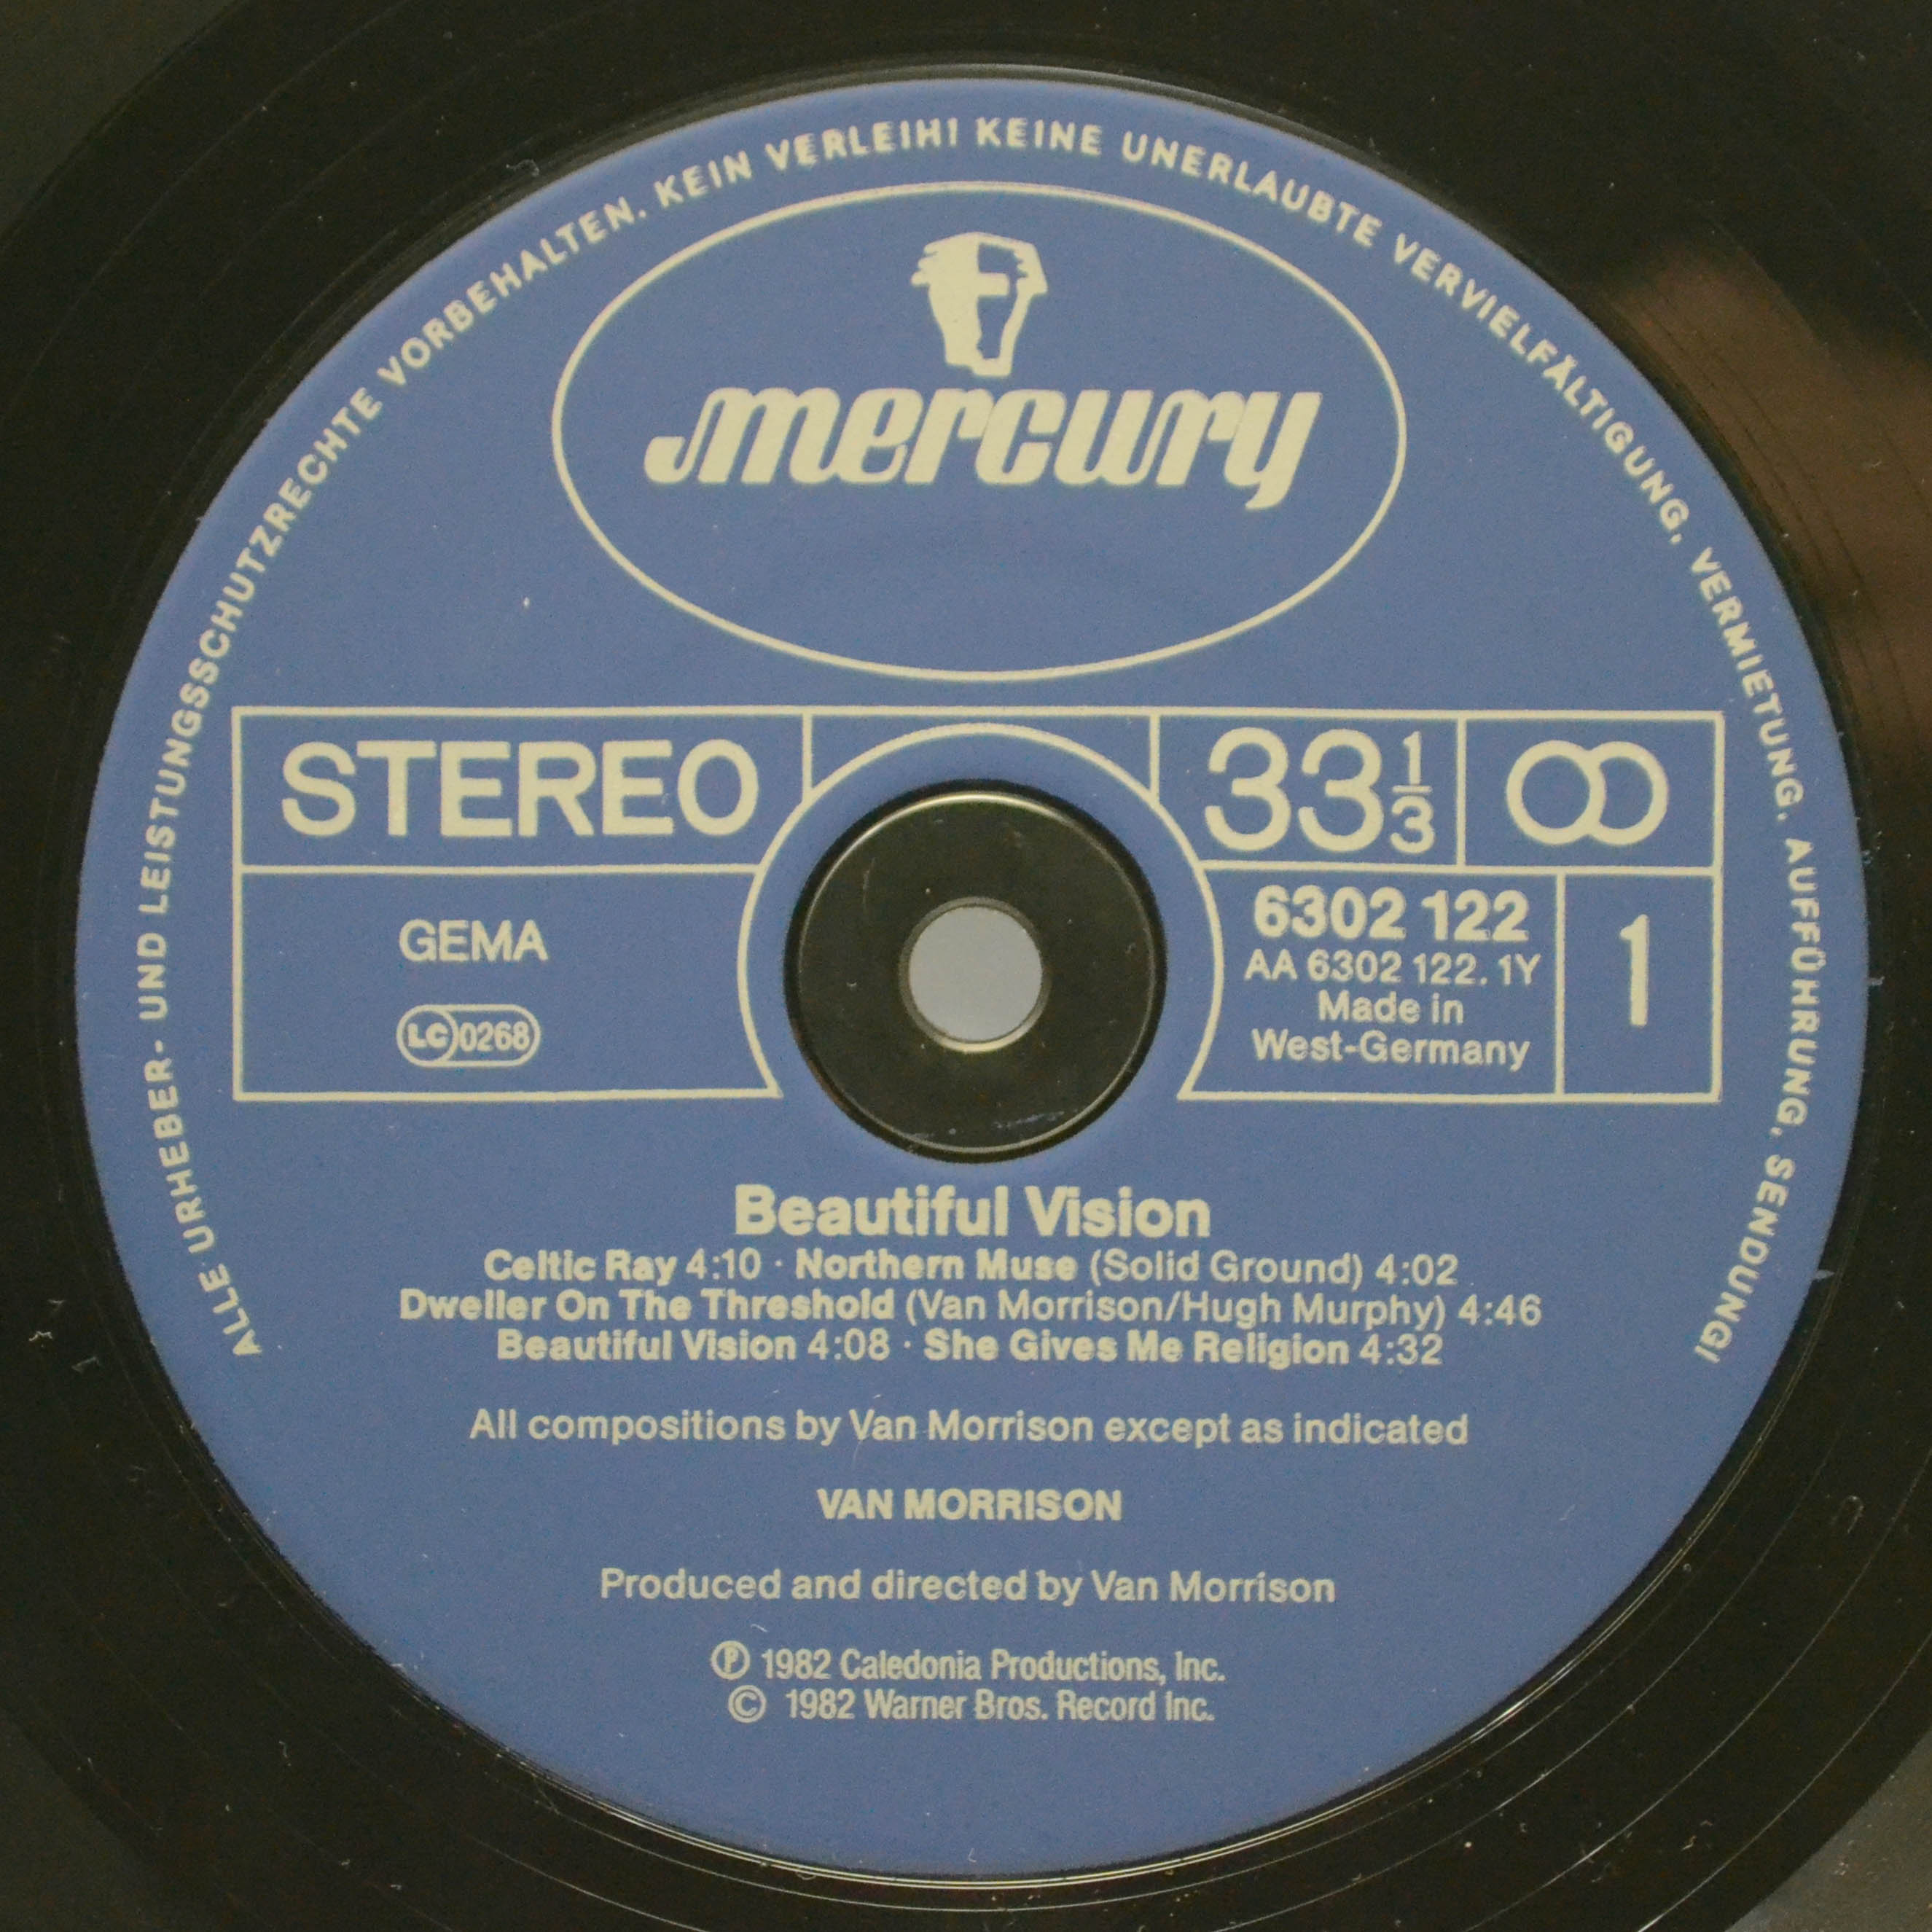 ALLE URHEBER- UND LEISTUNGSSCHUTZRECHTE VORBEHALTEN. KEIN VERLEIH! KEINE UNERLAUBTE VERVIELFÄLTIGUNG, VERMIETUNG, AUFFÜHRUNG, SENDUNG!
mercury
STEREO
33 1/3
GEMA
LC 0268
6302 122
AA 6302 122.1Y
Made in
West-Germany
1
Beautiful Vision
Celtic Ray 4:10 · Northern Muse (Solid Ground) 4:02
Dweller On The Threshold (Van Morrison/Hugh Murphy) 4:46
Beautiful Vision 4:08 · She Gives Me Religion 4:32
All compositions by Van Morrison except as indicated
VAN MORRISON
Produced and directed by Van Morrison
℗ 1982 Caledonia Productions, Inc.
© 1982 Warner Bros. Record Inc.